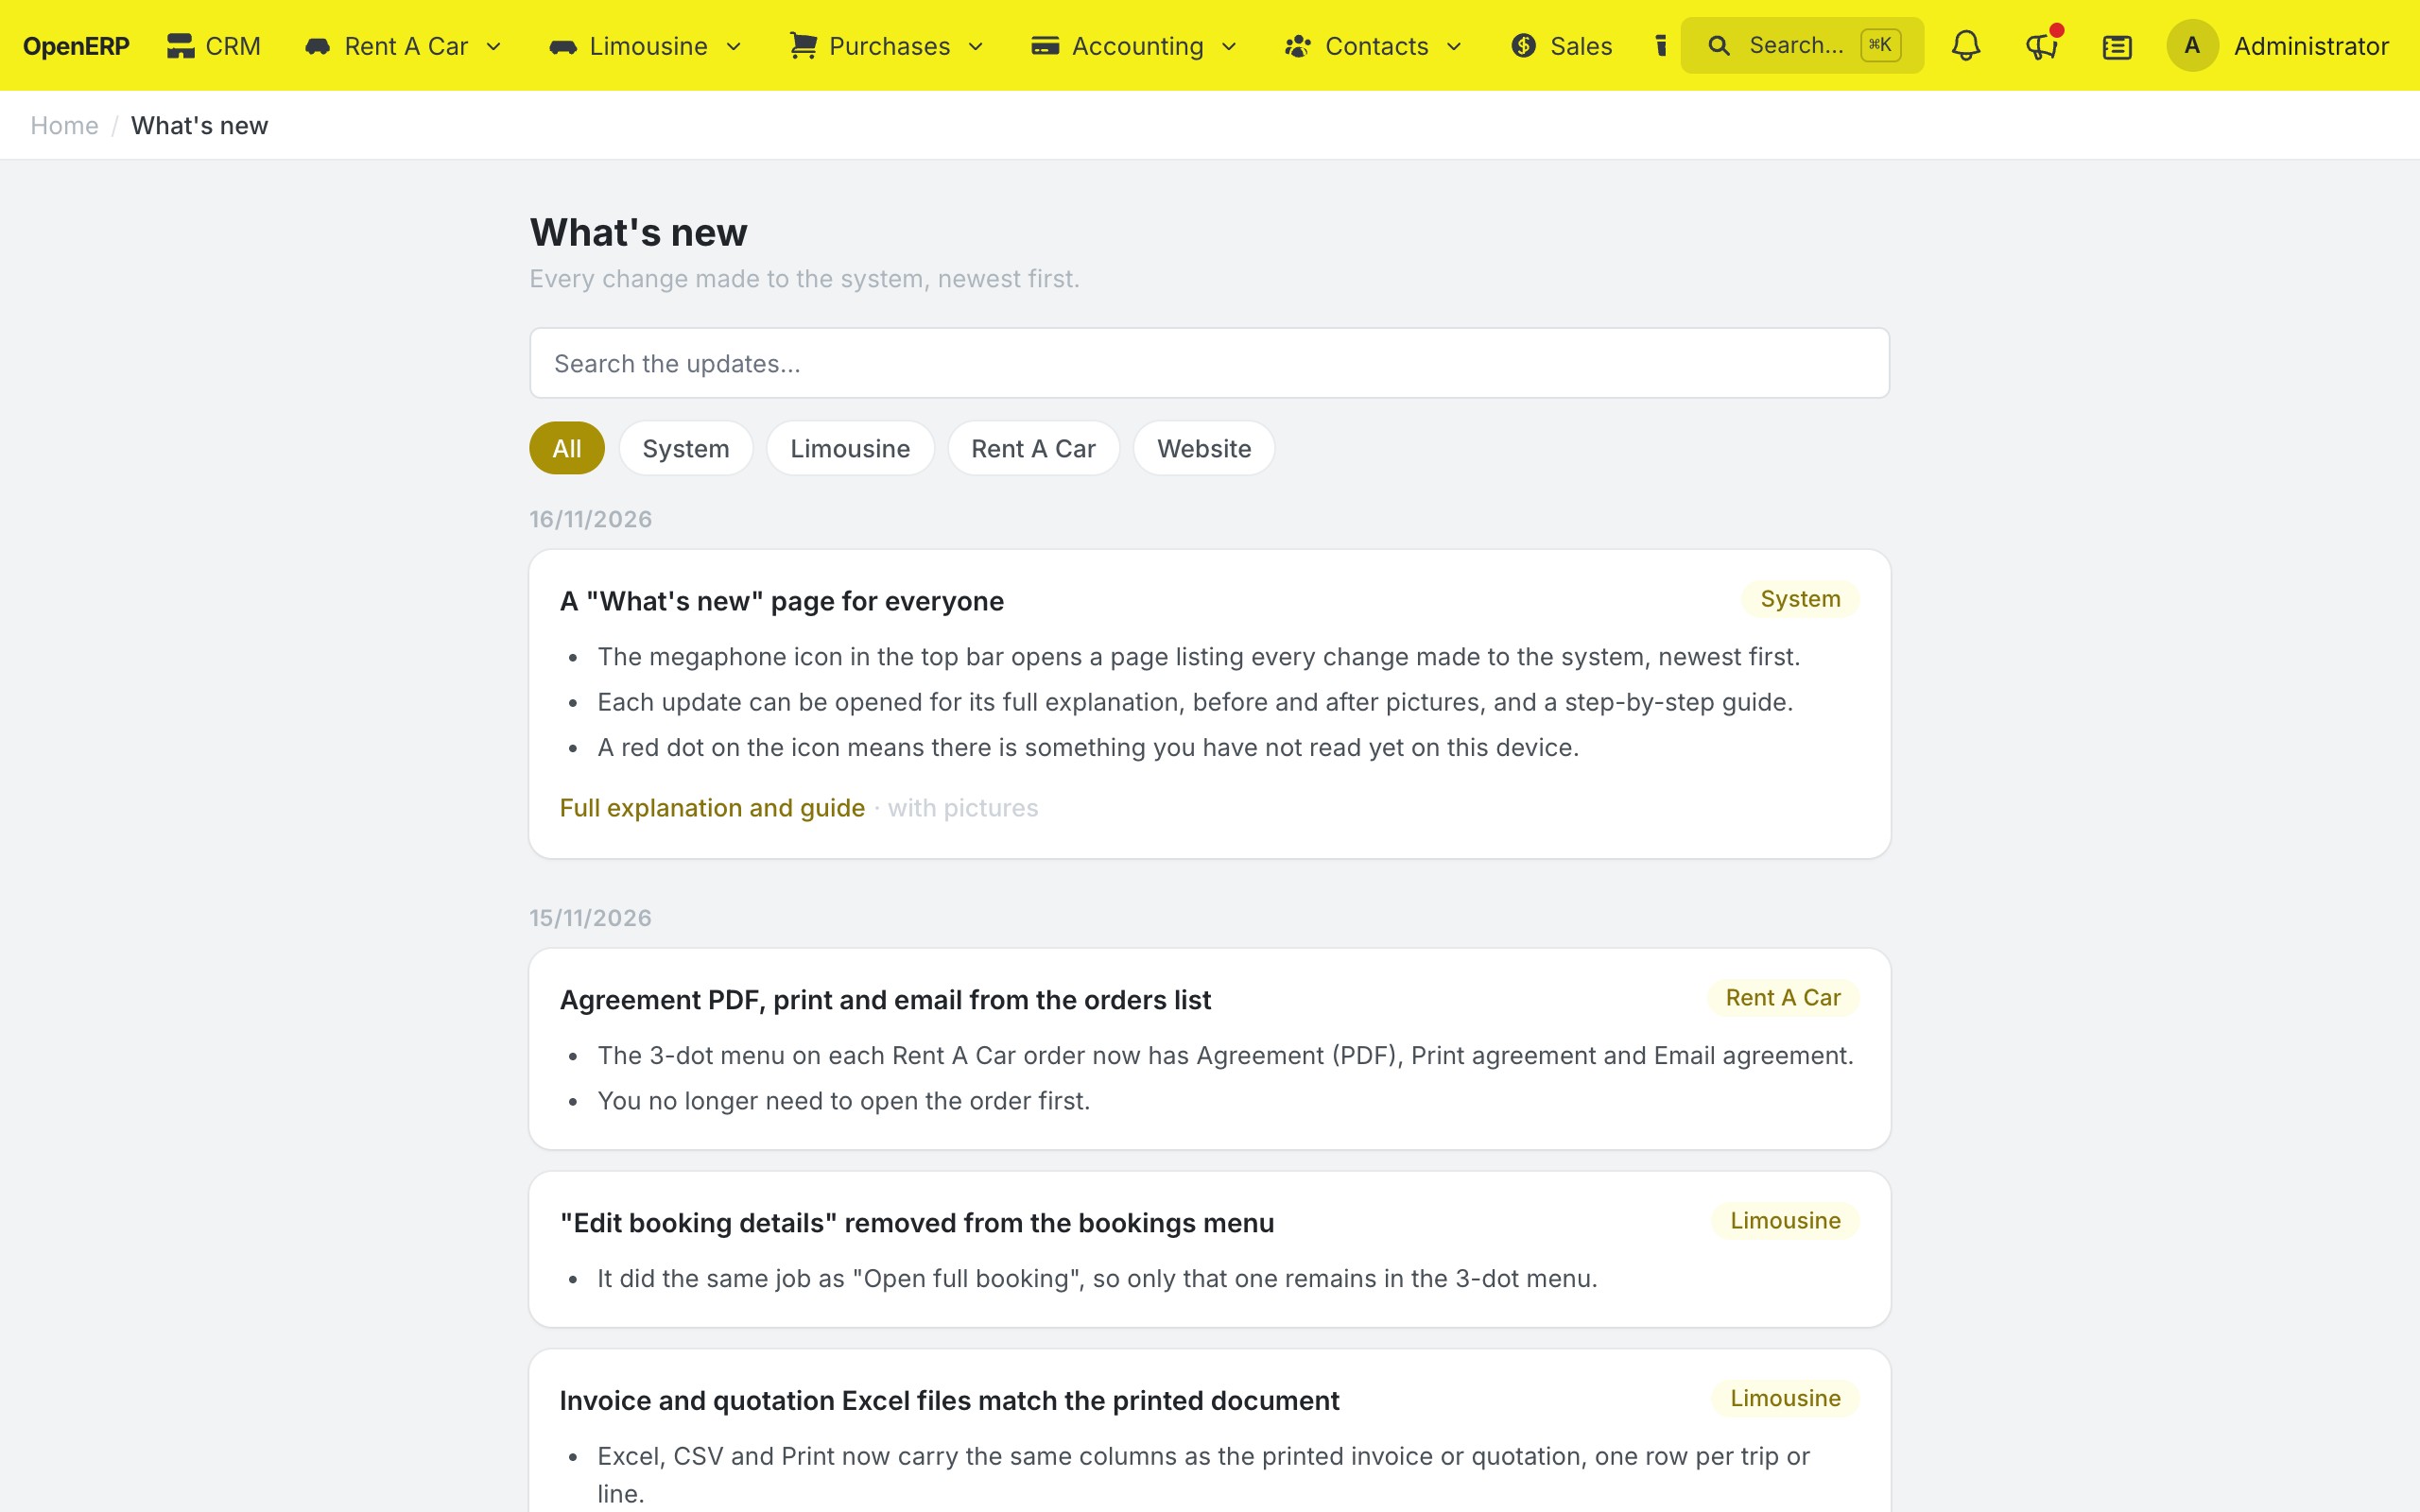 OpenERP CRM Rent A Car Limousine Purchases Accounting Contacts Sales Search... ⌘K A Administrator
Home / What's new
What's new
Every change made to the system, newest first.
Search the updates...
All System Limousine Rent A Car Website
16/11/2026
A "What's new" page for everyone System
• The megaphone icon in the top bar opens a page listing every change made to the system, newest first.
• Each update can be opened for its full explanation, before and after pictures, and a step-by-step guide.
• A red dot on the icon means there is something you have not read yet on this device.
Full explanation and guide · with pictures
15/11/2026
Agreement PDF, print and email from the orders list Rent A Car
• The 3-dot menu on each Rent A Car order now has Agreement (PDF), Print agreement and Email agreement.
• You no longer need to open the order first.
"Edit booking details" removed from the bookings menu Limousine
• It did the same job as "Open full booking", so only that one remains in the 3-dot menu.
Invoice and quotation Excel files match the printed document Limousine
• Excel, CSV and Print now carry the same columns as the printed invoice or quotation, one row per trip or
line.